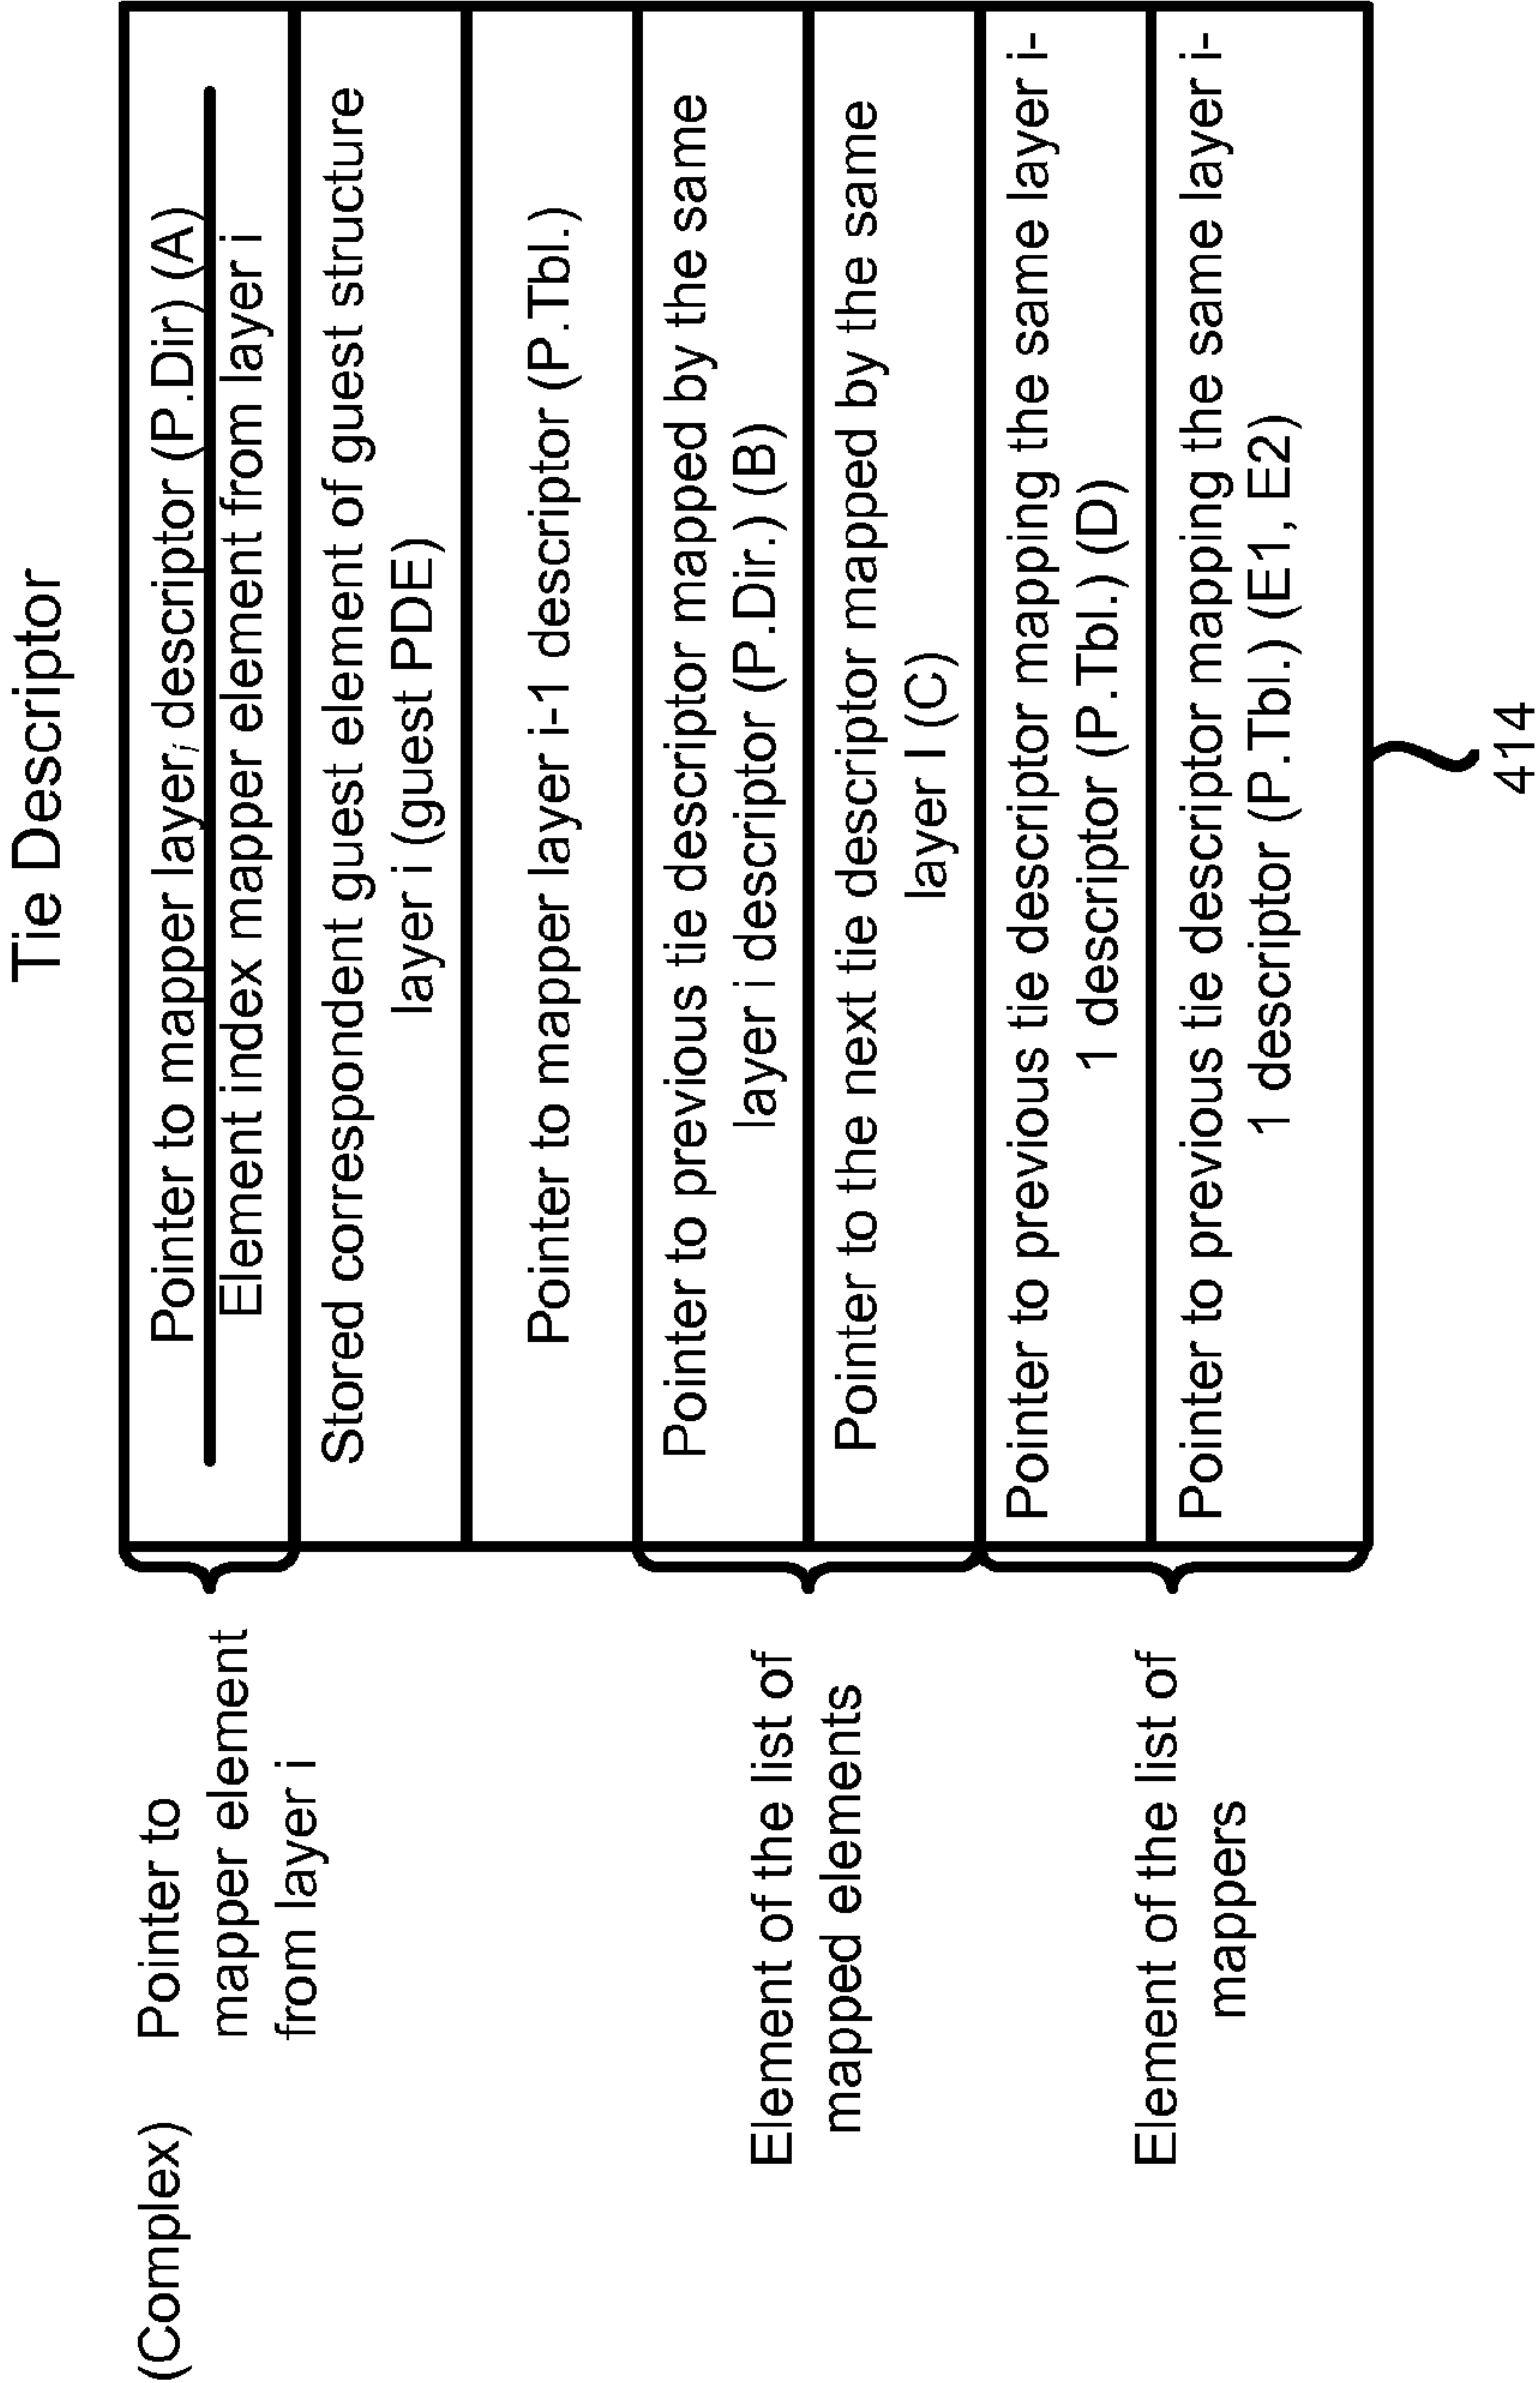 Tie Descriptor
(Complex) Pointer to
mapper element
from layer i
Pointer to mapper layer i descriptor (P.Dir) (A)
Element index mapper element from layer i
Stored correspondent guest element of guest structure
layer i (guest PDE)
Pointer to mapper layer i-1 descriptor (P.Tbl.)
Element of the list of
mapped elements
Pointer to previous tie descriptor mapped by the same
layer i descriptor (P.Dir.) (B)
Pointer to the next tie descriptor mapped by the same
layer I (C)
Element of the list of
mappers
Pointer to previous tie descriptor mapping the same layer i-
1 descriptor (P.Tbl.) (D)
Pointer to previous tie descriptor mapping the same layer i-
1 descriptor (P.Tbl.) (E1, E2)
414